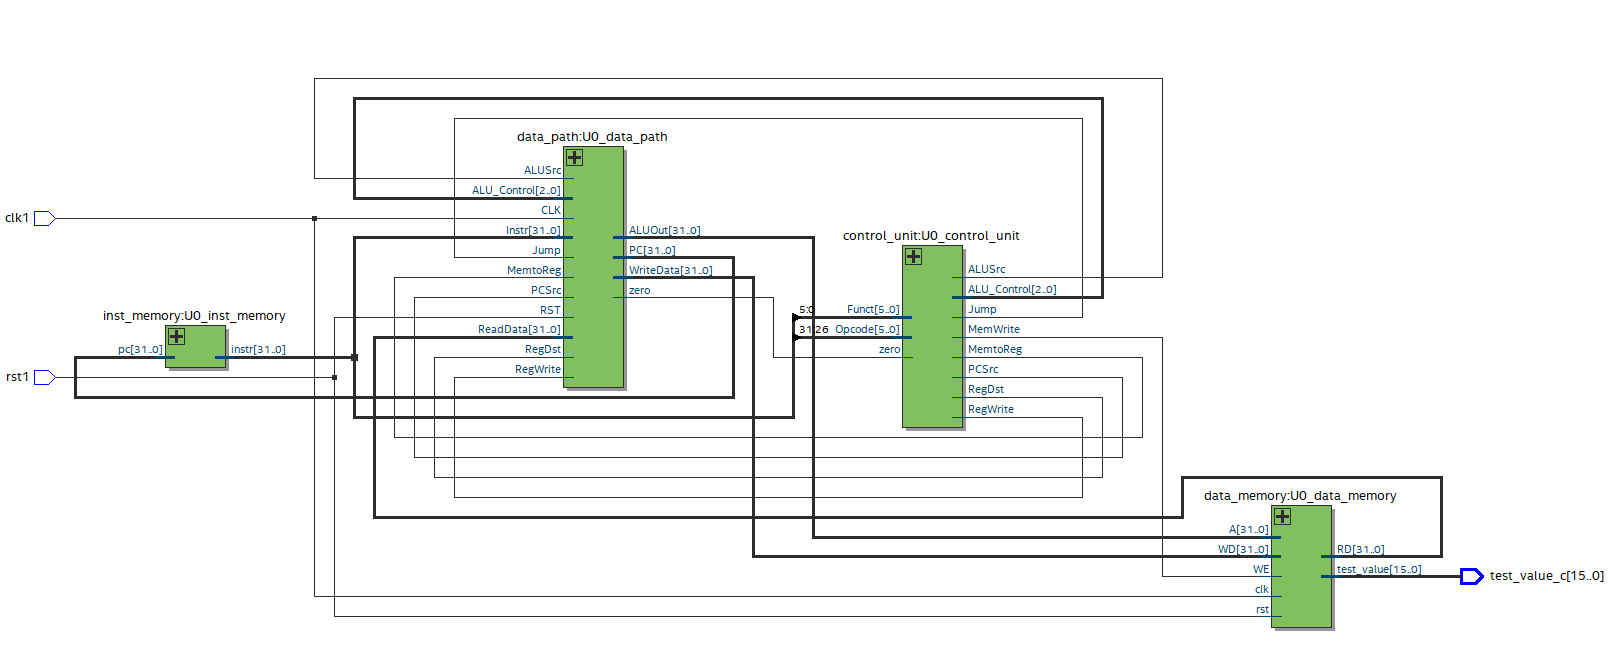 data_path:U0_data_path
ALUSrc
ALU_Control[2..0]
CLK
Instr[31..0]
Jump
MemtoReg
PCSrc
RST
ReadData[31..0]
RegDst
RegWrite
ALUOut[31..0]
PC[31..0]
WriteData[31..0]
zero
clk1
rst1
inst_memory:U0_inst_memory
pc[31..0]
instr[31..0]
control_unit:U0_control_unit
5:0
Funct[5..0]
31:26
Opcode[5..0]
zero
ALUSrc
ALU_Control[2..0]
Jump
MemWrite
MemtoReg
PCSrc
RegDst
RegWrite
data_memory:U0_data_memory
A[31..0]
WD[31..0]
WE
clk
rst
RD[31..0]
test_value[15..0]
test_value_c[15..0]